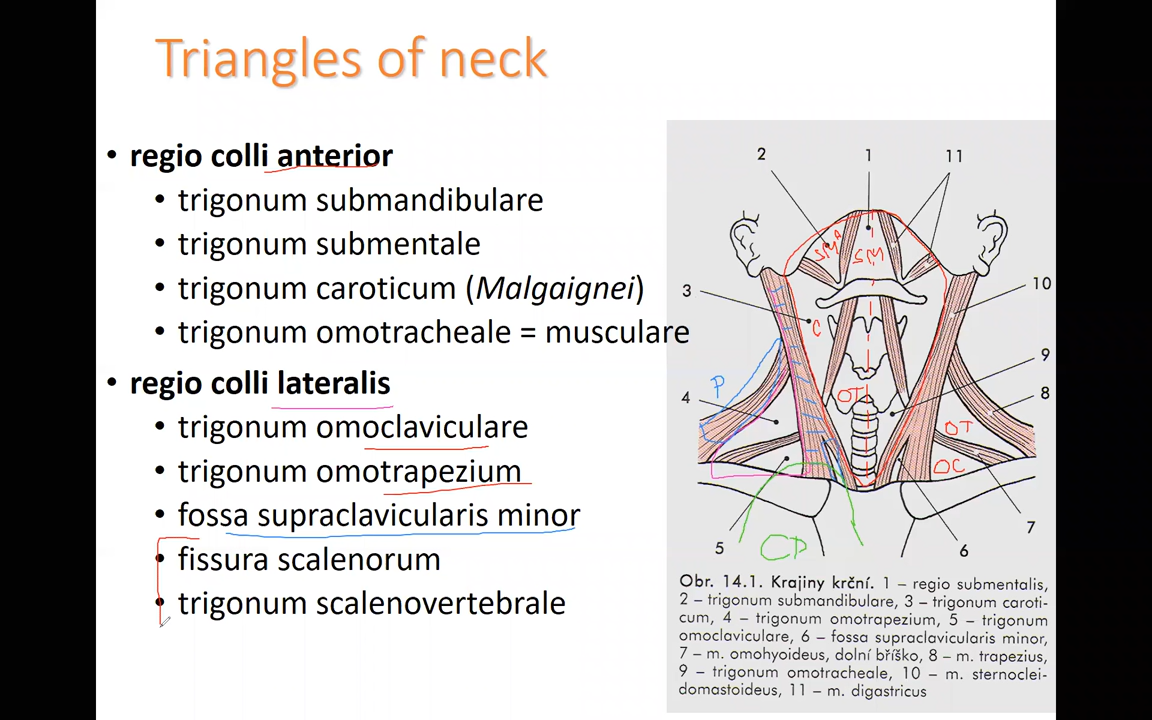 Triangles of neck
• regio colli anterior
• trigonum submandibulare
• trigonum submentale
• trigonum caroticum (Malgaignei)
• trigonum omotracheale = musculare
• regio colli lateralis
• trigonum omoclaviculare
• trigonum omotrapezium
• fossa supraclavicularis minor
• fissura scalenorum
• trigonum scalenovertebrale
2 1 11
SMA SM
3 10
C
9
P
4 OT 8
OT
OC
5 CP 6 7
Obr. 14.1. Krajiny krční. 1 – regio submentalis,
2 – trigonum submandibulare, 3 – trigonum caroti-
cum, 4 – trigonum omotrapezium, 5 – trigonum
omoclaviculare, 6 – fossa supraclavicularis minor,
7 – m. omohyoideus, dolní bříško, 8 – m. trapezius,
9 – trigonum omotracheale, 10 – m. sternoclei-
domastoideus, 11 – m. digastricus